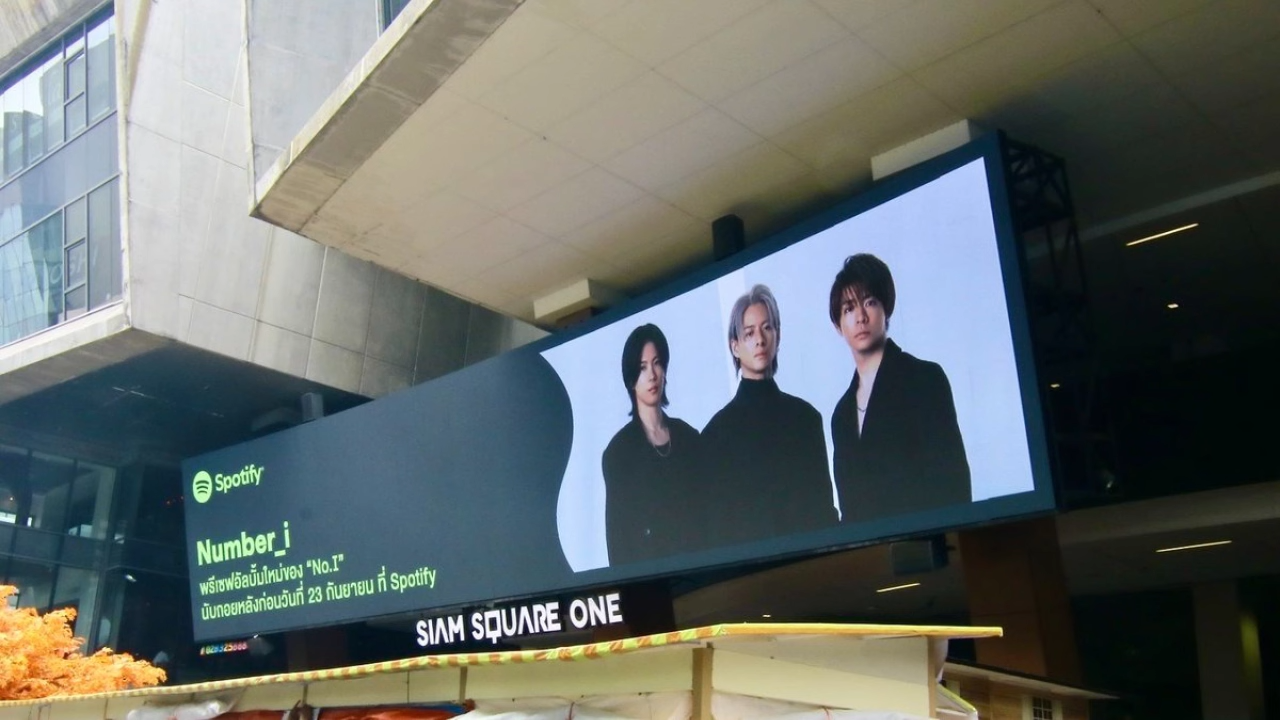 Spotify
Number_i
พรีเซฟอัลบั้มใหม่ของ "No.I"
นับถอยหลังก่อนวันที่ 23 กันยายน ที่ Spotify
SIAM SQUARE ONE